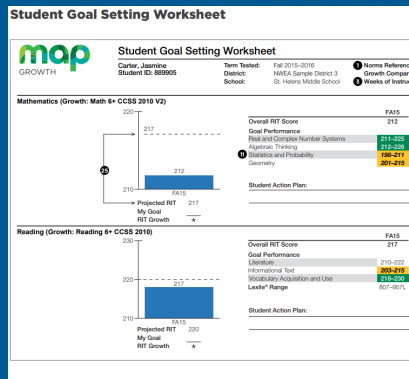 Student Goal Setting Worksheet
map
GROWTH
Student Goal Setting Worksheet
Carter, Jasmine
Student ID: 889905
Term Tested: Fall 2015–2016
District: NWEA Sample District 3
School: St. Helens Middle School
1 Norms Referenc
Growth Compar
3 Weeks of Instruc
Mathematics (Growth: Math 6+ CCSS 2010 V2)
220
217
25
212
210
FA15
Projected RIT 217
My Goal
RIT Growth *
FA15
Overall RIT Score 212
Goal Performance
Real and Complex Number Systems 211–225
Algebraic Thinking 212–226
11 Statistics and Probability 198–211
Geometry 201–215
Student Action Plan:
Reading (Growth: Reading 6+ CCSS 2010)
230
220
217
210
FA15
Projected RIT 220
My Goal
RIT Growth *
FA15
Overall RIT Score 217
Goal Performance
Literature 210–222
Informational Text 203–215
Vocabulary Acquisition and Use 218–230
Lexile® Range 807–957L
Student Action Plan: